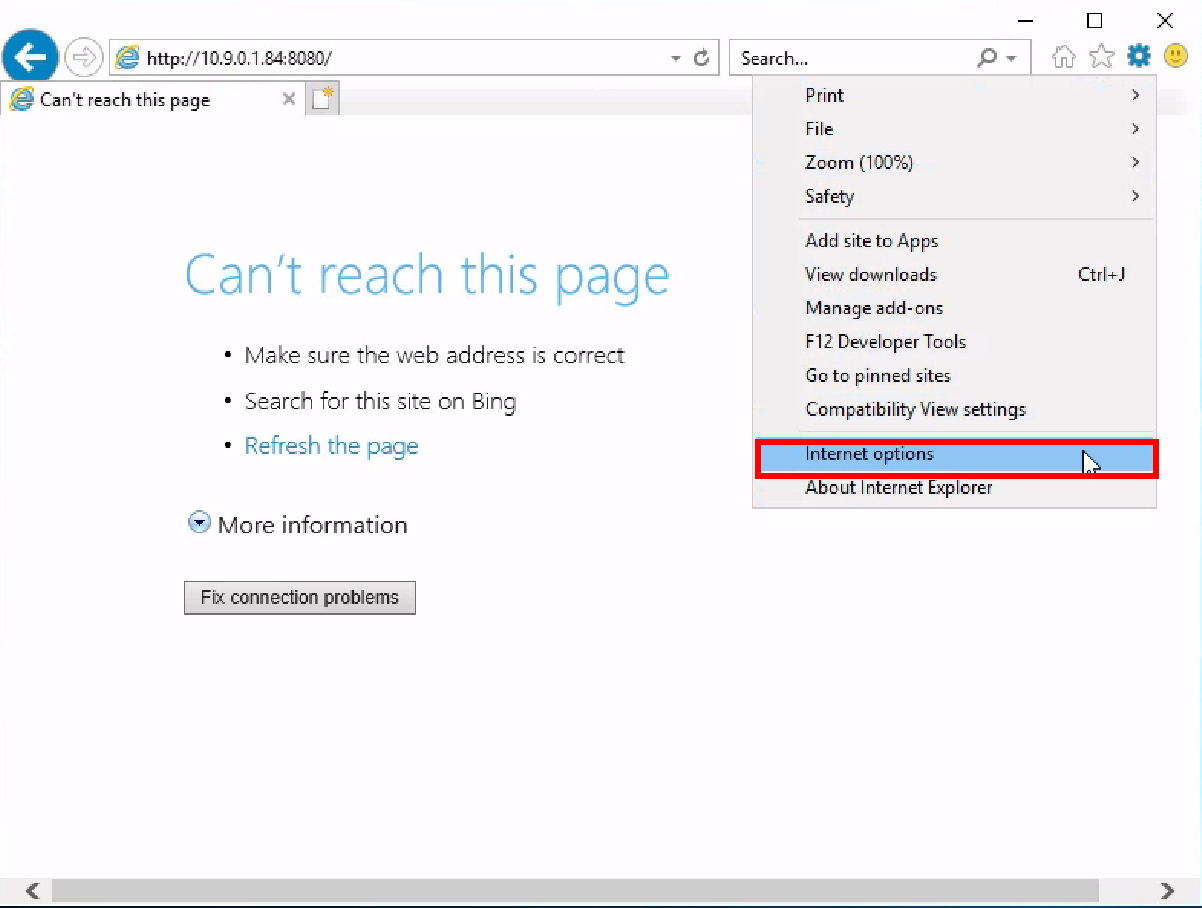 http://10.9.0.1.84:8080/
Search...
Can't reach this page
Print
File
Zoom (100%)
Safety
Add site to Apps
View downloads Ctrl+J
Manage add-ons
F12 Developer Tools
Go to pinned sites
Compatibility View settings
Internet options
About Internet Explorer
Can't reach this page
• Make sure the web address is correct
• Search for this site on Bing
• Refresh the page
More information
Fix connection problems